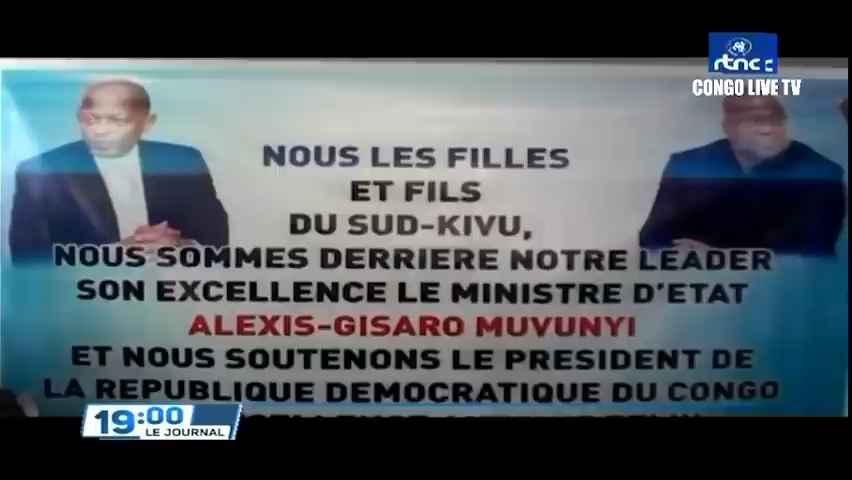 rtnc
CONGO LIVE TV
NOUS LES FILLES
ET FILS
DU SUD-KIVU,
NOUS SOMMES DERRIERE NOTRE LEADER
SON EXCELLENCE LE MINISTRE D'ETAT
ALEXIS-GISARO MUVUNYI
ET NOUS SOUTENONS LE PRESIDENT DE
LA REPUBLIQUE DEMOCRATIQUE DU CONGO
19:00
LE JOURNAL